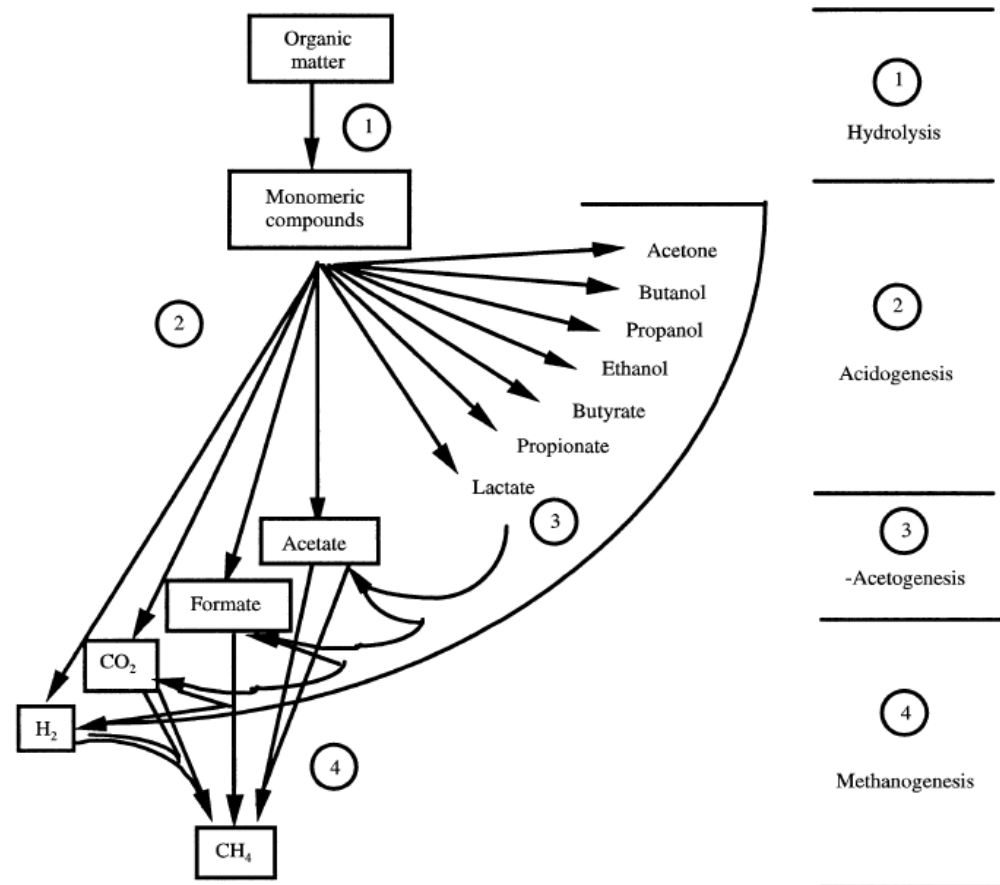 Organic
matter
1
Monomeric
compounds
2
Acetone
Butanol
Propanol
Ethanol
Butyrate
Propionate
Lactate
3
Acetate
Formate
CO₂
H₂
4
CH₄
1
Hydrolysis
2
Acidogenesis
3
-Acetogenesis
4
Methanogenesis